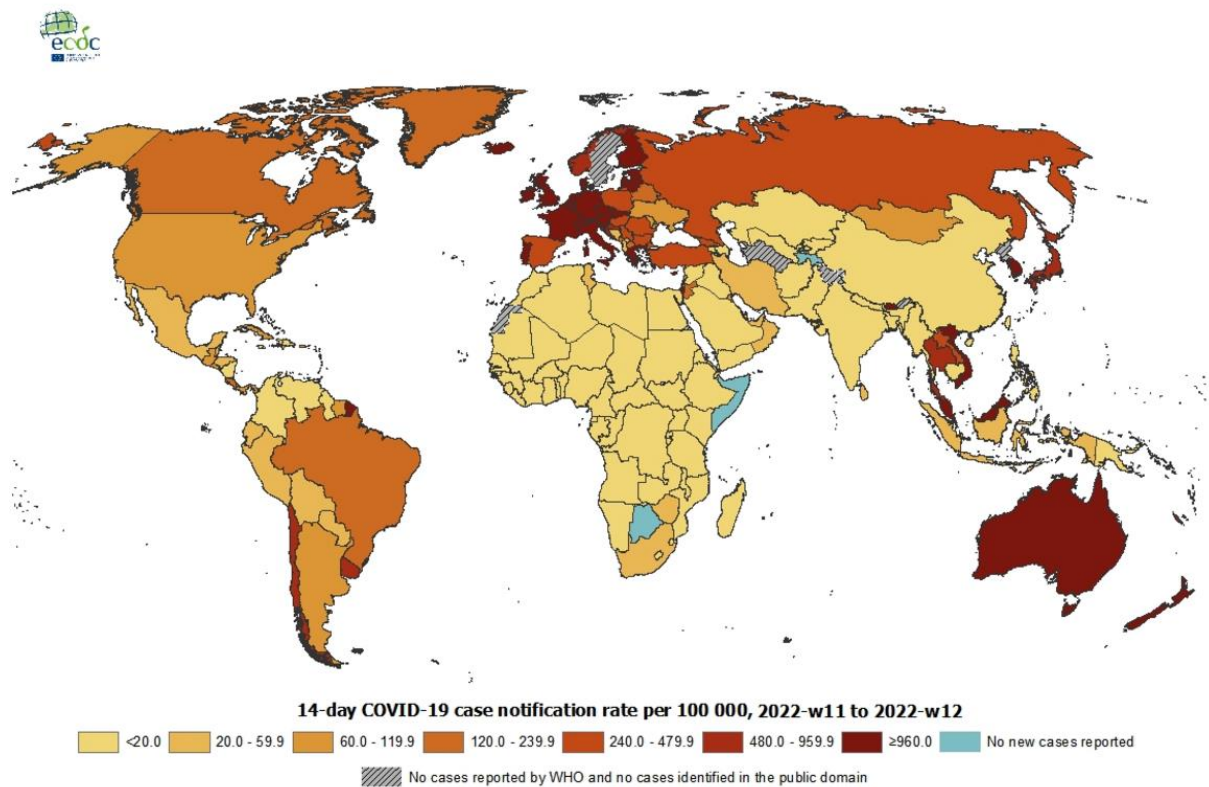 ecdc
14-day COVID-19 case notification rate per 100 000, 2022-w11 to 2022-w12
<20.0 20.0 - 59.9 60.0 - 119.9 120.0 - 239.9 240.0 - 479.9 480.0 - 959.9 ≥960.0 No new cases reported
No cases reported by WHO and no cases identified in the public domain